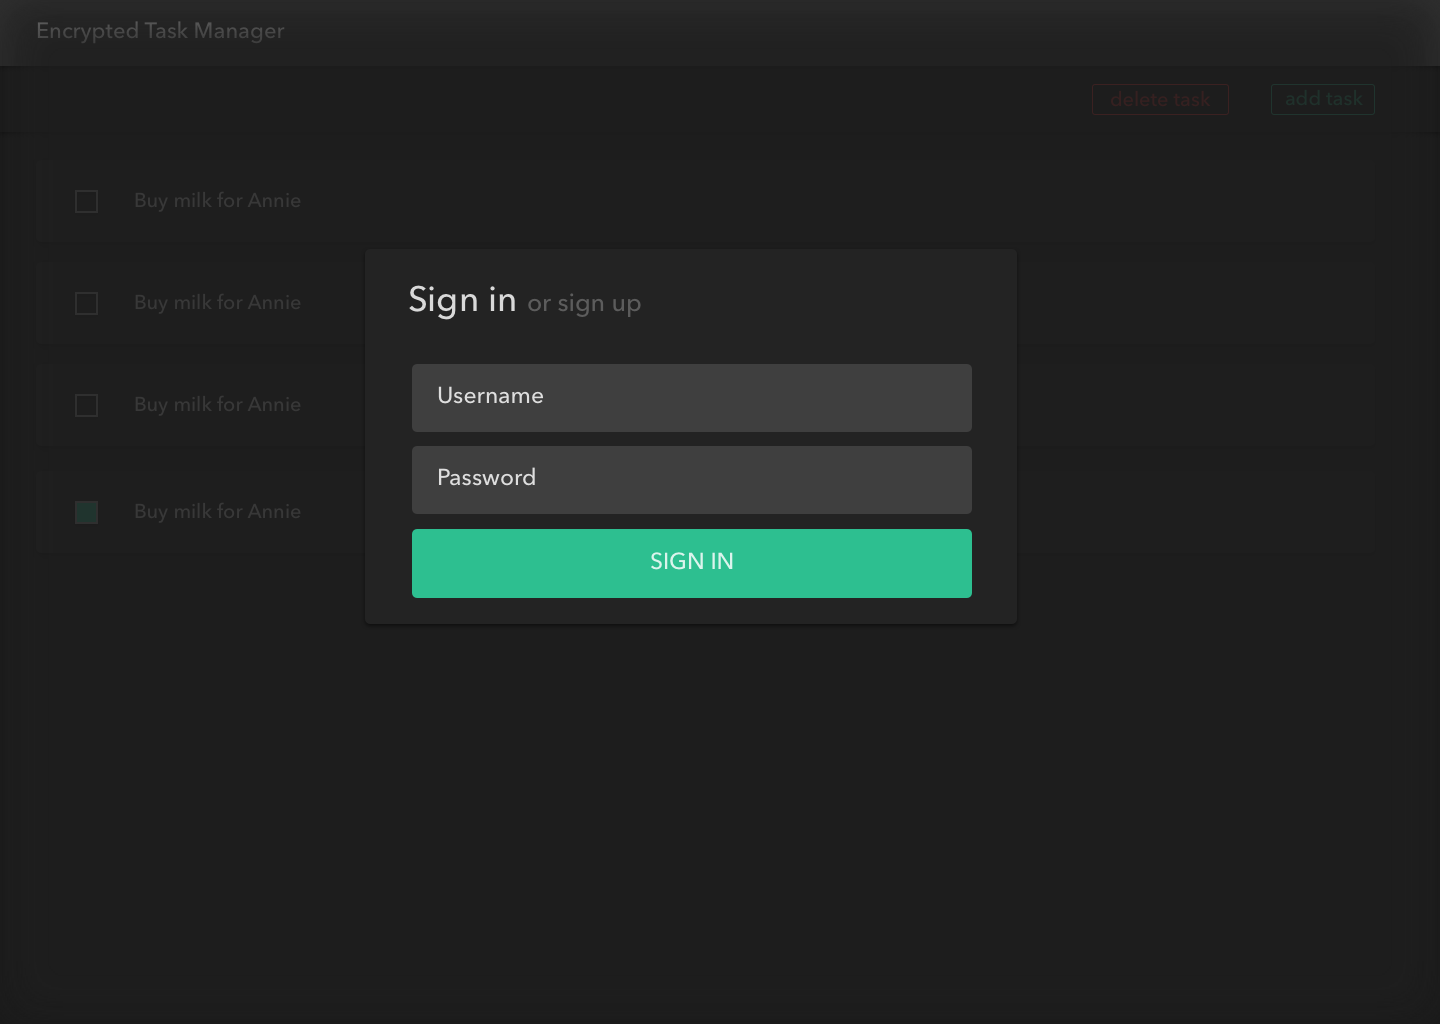 Encrypted Task Manager
delete task
add task
Buy milk for Annie
Buy milk for Annie
Buy milk for Annie
Buy milk for Annie
Sign in or sign up
Username
Password
SIGN IN